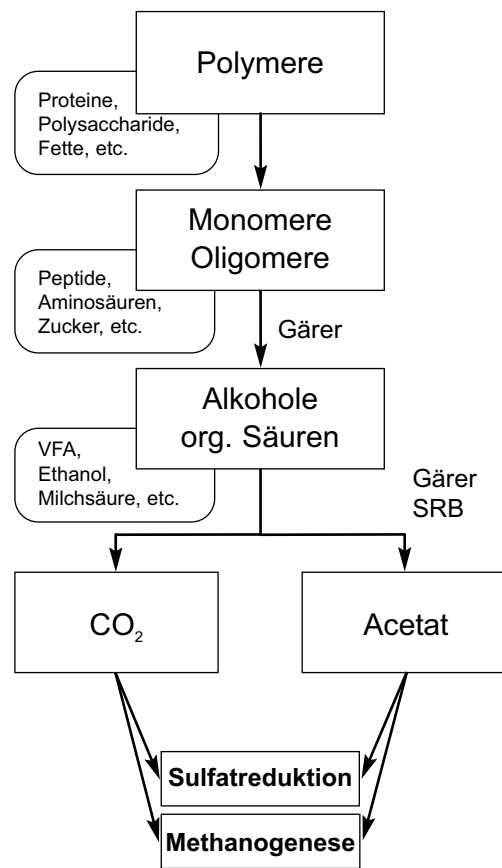 Polymere
Proteine,
Polysaccharide,
Fette, etc.
Monomere
Oligomere
Peptide,
Aminosäuren,
Zucker, etc.
Gärer
Alkohole
org. Säuren
VFA,
Ethanol,
Milchsäure, etc.
Gärer
SRB
CO₂
Acetat
Sulfatreduktion
Methanogenese